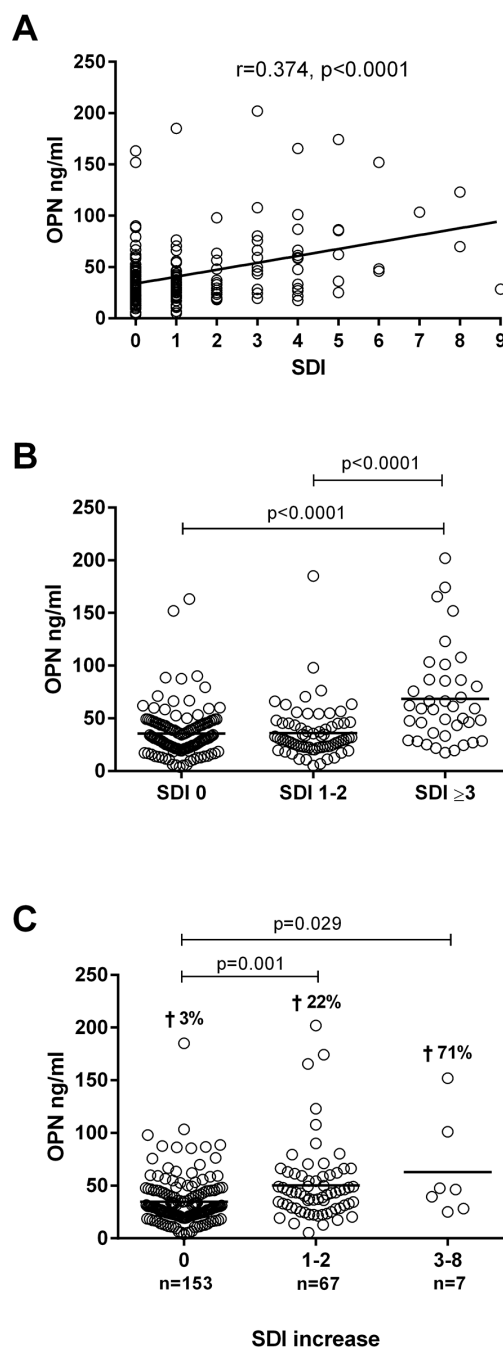 A
r=0.374, p<0.0001
250
200
150
100
50
0
OPN ng/ml
0 1 2 3 4 5 6 7 8 9
SDI
B
p<0.0001
p<0.0001
250
200
150
100
50
0
OPN ng/ml
SDI 0 SDI 1-2 SDI ≥3
C
p=0.029
p=0.001
250
200
150
100
50
0
OPN ng/ml
† 3% † 22% † 71%
0 1-2 3-8
n=153 n=67 n=7
SDI increase